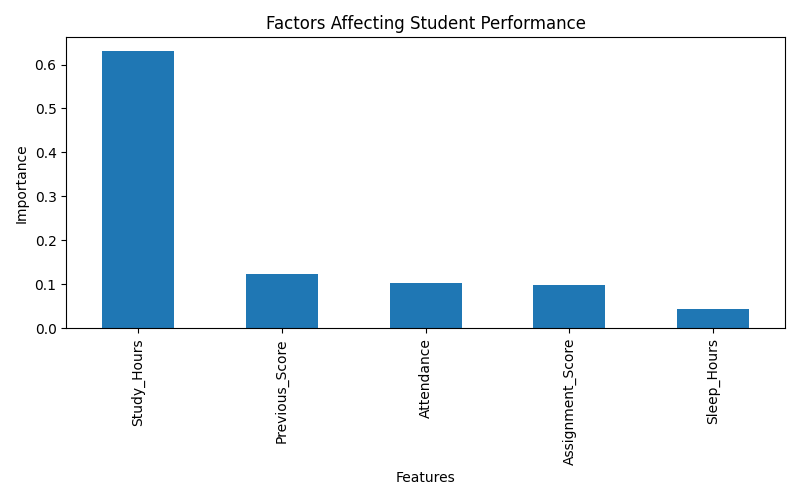 Factors Affecting Student Performance
Importance
0.6
0.5
0.4
0.3
0.2
0.1
0.0
Study_Hours
Previous_Score
Attendance
Assignment_Score
Sleep_Hours
Features